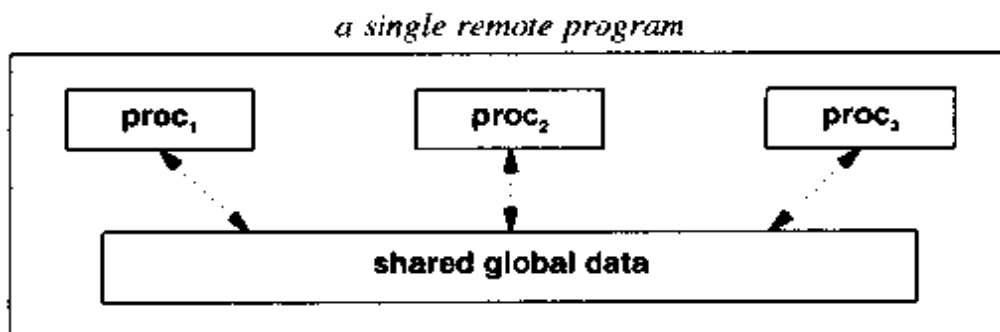 a single remote program
proc₁ proc₂ proc₃
shared global data